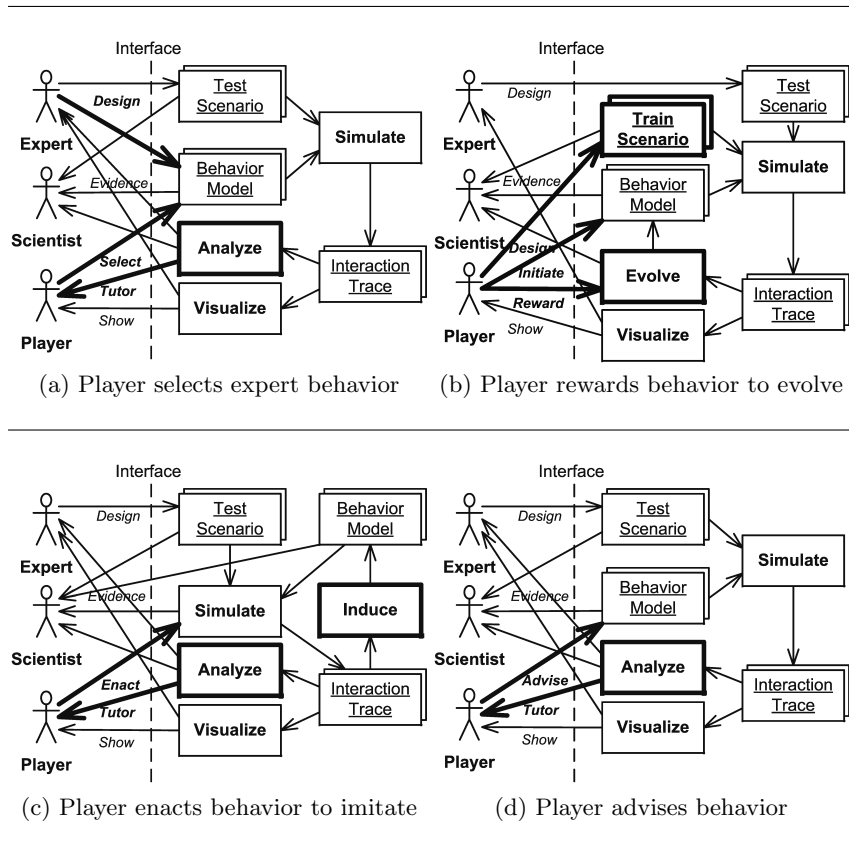 Interface
Design
Test
Scenario
Simulate
Expert
Evidence
Behavior
Model
Scientist
Select
Analyze
Interaction
Trace
Tutor
Visualize
Show
Player
(a) Player selects expert behavior
Interface
Design
Test
Scenario
Train
Scenario
Simulate
Expert
Evidence
Behavior
Model
Scientist
Design
Initiate
Evolve
Interaction
Trace
Reward
Visualize
Show
Player
(b) Player rewards behavior to evolve
Interface
Design
Test
Scenario
Behavior
Model
Expert
Evidence
Simulate
Induce
Scientist
Enact
Analyze
Interaction
Trace
Tutor
Visualize
Show
Player
(c) Player enacts behavior to imitate
Interface
Design
Test
Scenario
Simulate
Expert
Evidence
Behavior
Model
Scientist
Advise
Analyze
Interaction
Trace
Tutor
Visualize
Show
Player
(d) Player advises behavior